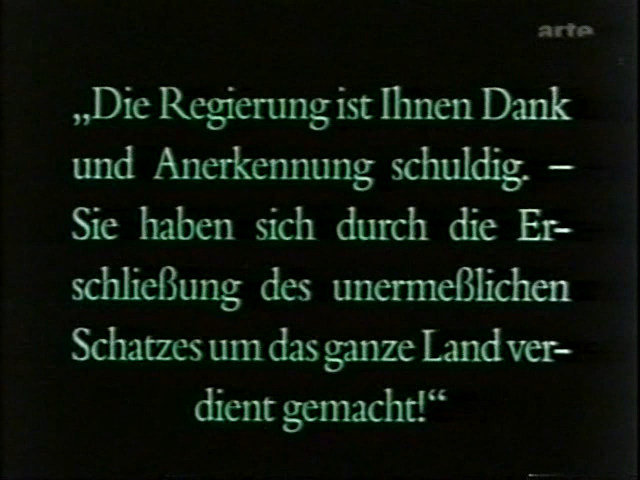 arte
„Die Regierung ist Ihnen Dank
und Anerkennung schuldig. –
Sie haben sich durch die Er-
schließung des unermeßlichen
Schatzes um das ganze Land ver-
dient gemacht!“